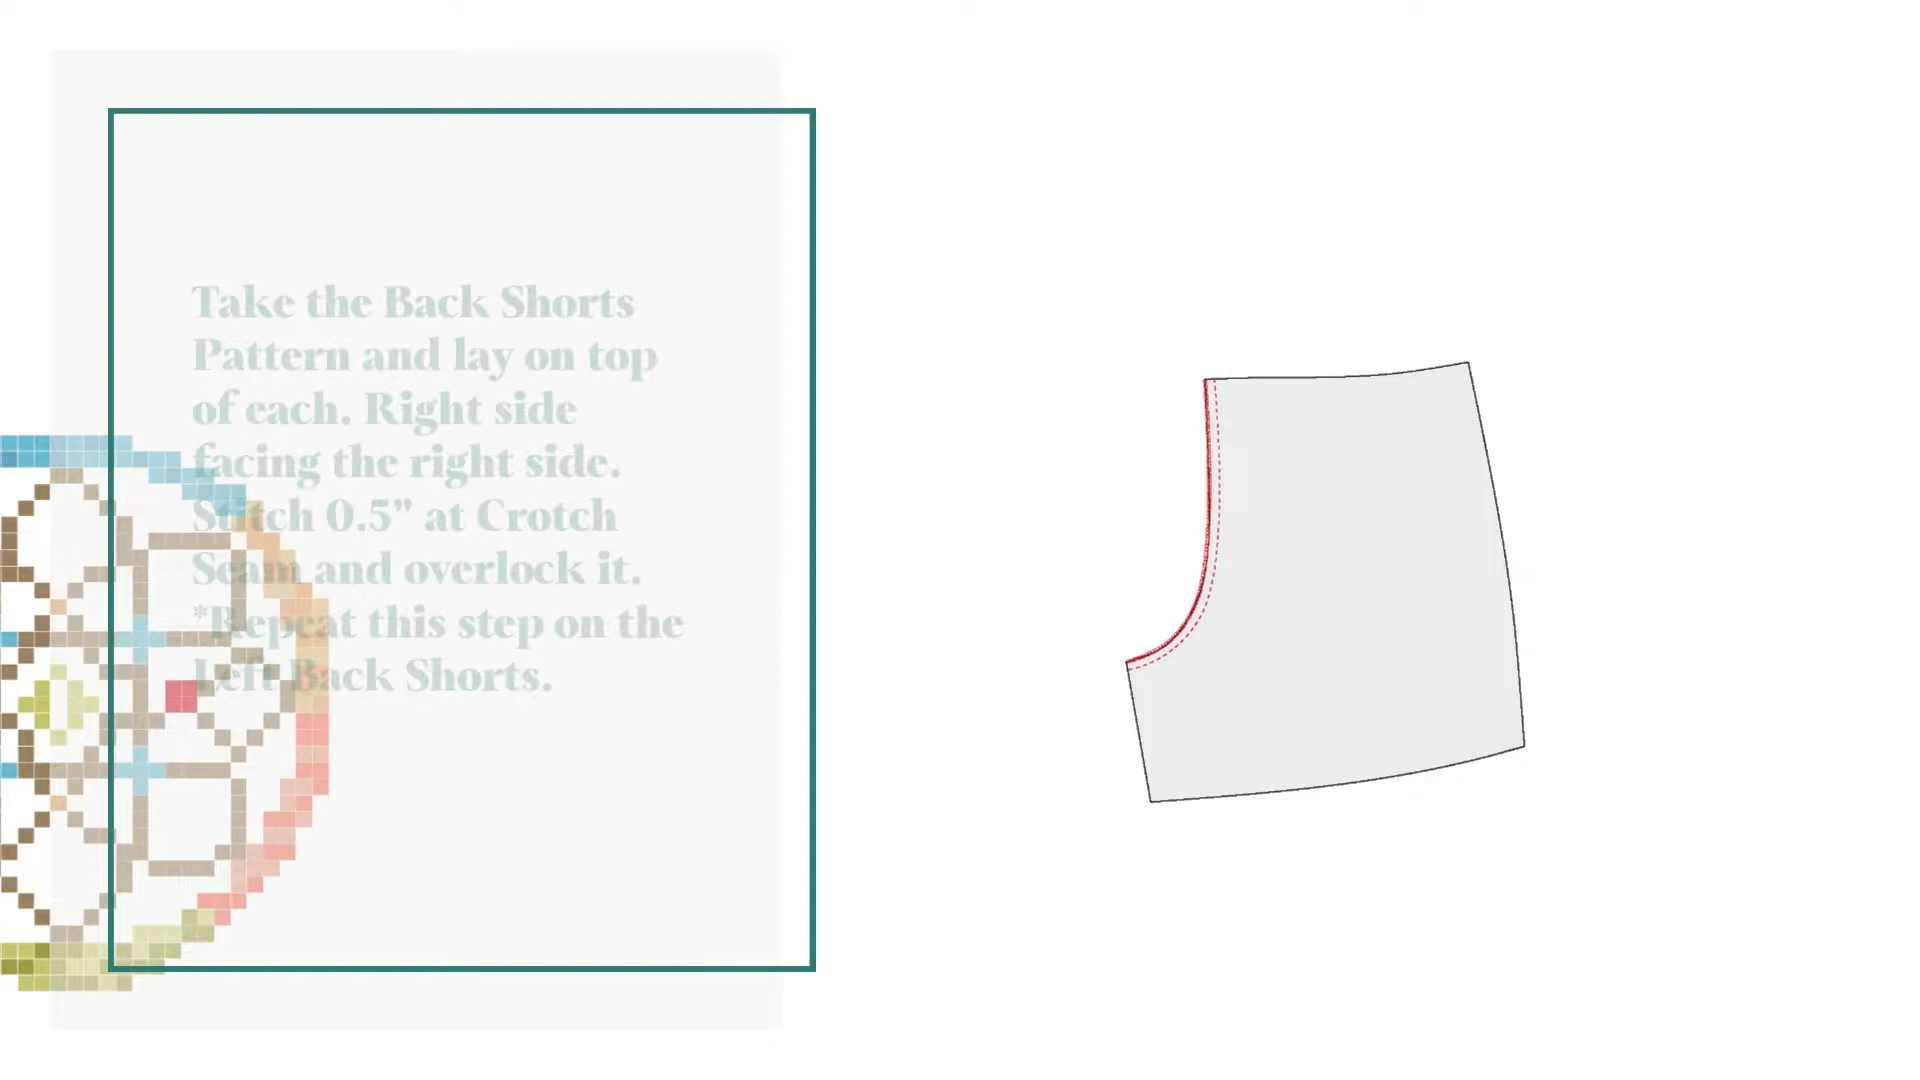 Take the Back Shorts
Pattern and lay on top
of each. Right side
facing the right side.
Stitch 0.5" at Crotch
Seam and overlock it.
*Repeat this step on the
Left Back Shorts.